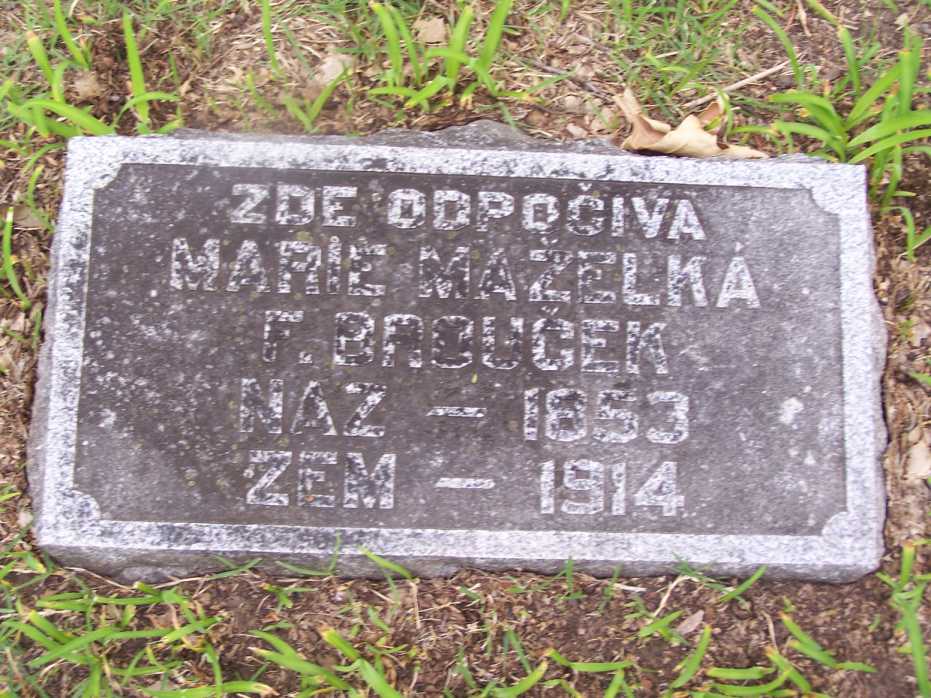 ZDE ODPOČIVA
MARIE MAŽELKÁ
F. BROUČEK
NAZ — 1853
ZEM — 1914